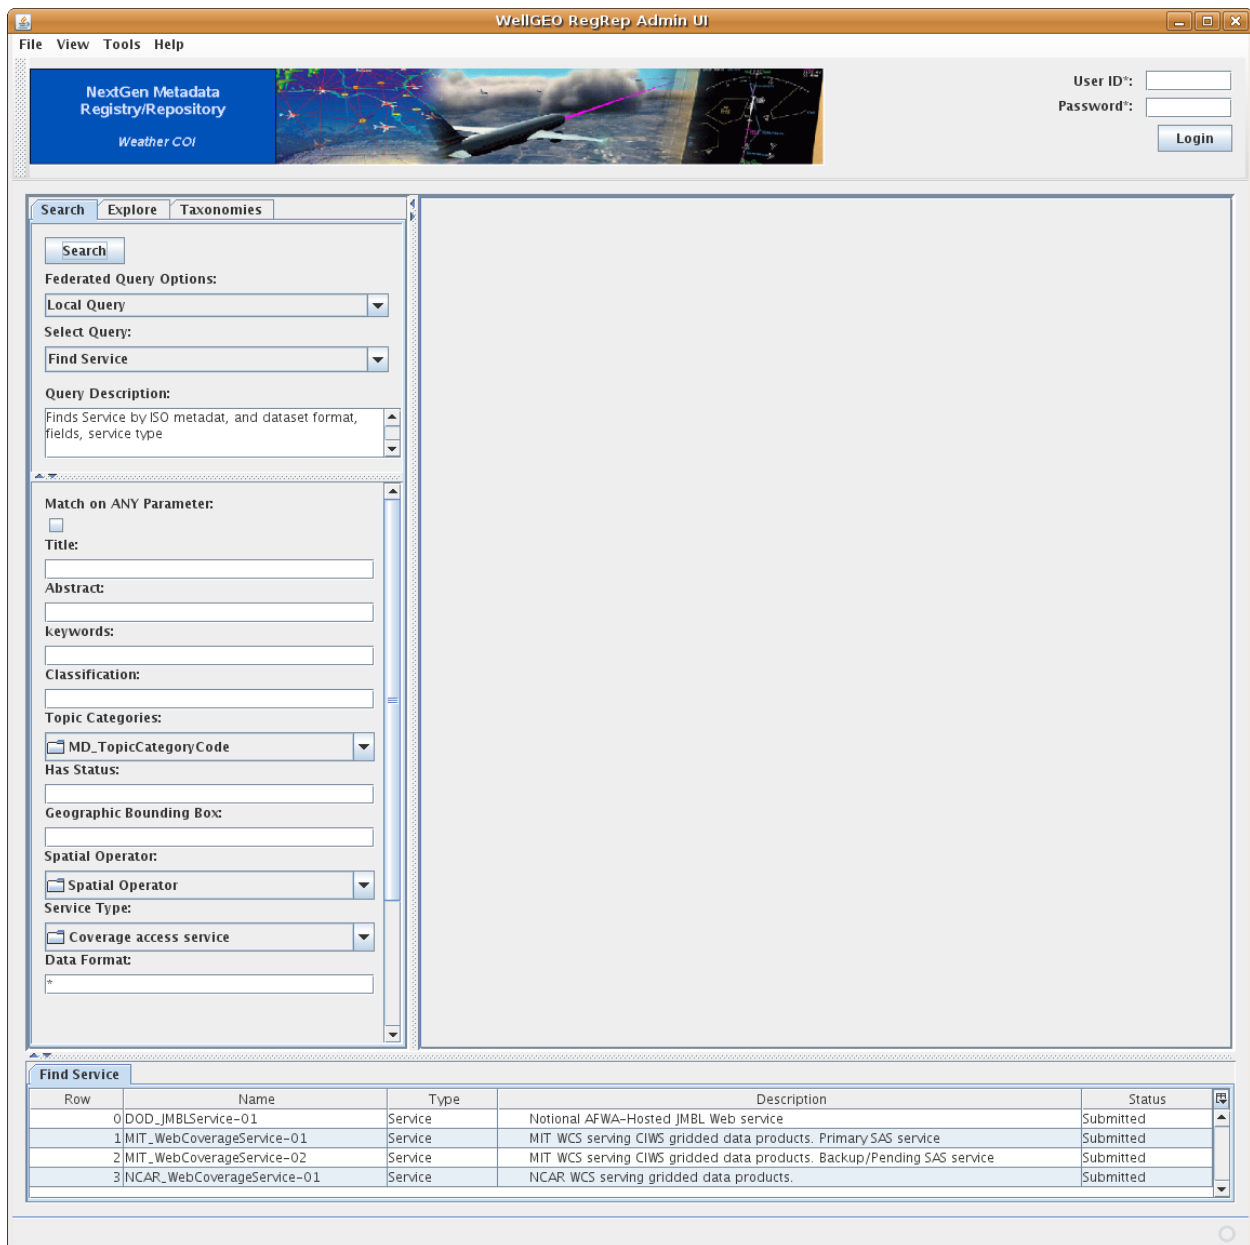 WellGEO RegRep Admin UI
File View Tools Help
NextGen Metadata
Registry/Repository
Weather COI
User ID*:
Password*:
Login
Search Explore Taxonomies
Search
Federated Query Options:
Local Query
Select Query:
Find Service
Query Description:
Finds Service by ISO metadat, and dataset format,
fields, service type
Match on ANY Parameter:
Title:
Abstract:
keywords:
Classification:
Topic Categories:
MD_TopicCategoryCode
Has Status:
Geographic Bounding Box:
Spatial Operator:
Spatial Operator
Service Type:
Coverage access service
Data Format:
*
Find Service
Row Name Type Description Status
0 DOD_JMBLService-01 Service Notional AFWA-Hosted JMBL Web service Submitted
1 MIT_WebCoverageService-01 Service MIT WCS serving CIWS gridded data products. Primary SAS service Submitted
2 MIT_WebCoverageService-02 Service MIT WCS serving CIWS gridded data products. Backup/Pending SAS service Submitted
3 NCAR_WebCoverageService-01 Service NCAR WCS serving gridded data products. Submitted